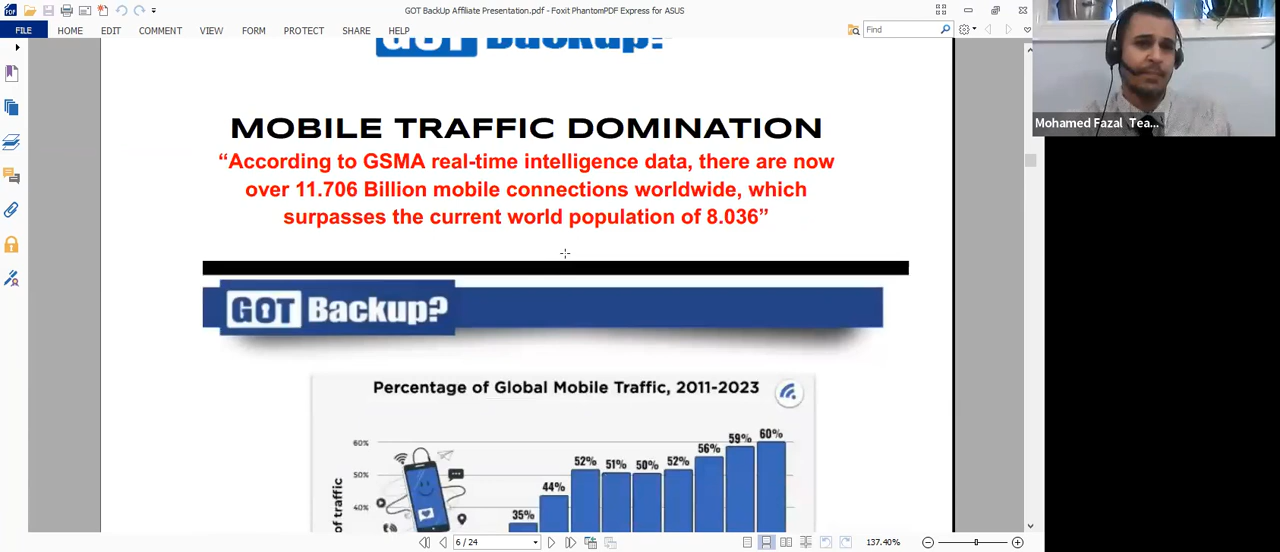 GOT BackUp Affiliate Presentation.pdf - Foxit PhantomPDF Express for ASUS
FILE HOME EDIT COMMENT VIEW FORM PROTECT SHARE HELP
Find
GOT Backup?
MOBILE TRAFFIC DOMINATION
“According to GSMA real-time intelligence data, there are now
over 11.706 Billion mobile connections worldwide, which
surpasses the current world population of 8.036”
GOT Backup?
Percentage of Global Mobile Traffic, 2011-2023
60%
50%
40%
of traffic
35% 44% 52% 51% 50% 52% 56% 59% 60%
6 / 24
137.40%
Mohamed Fazal Tea...